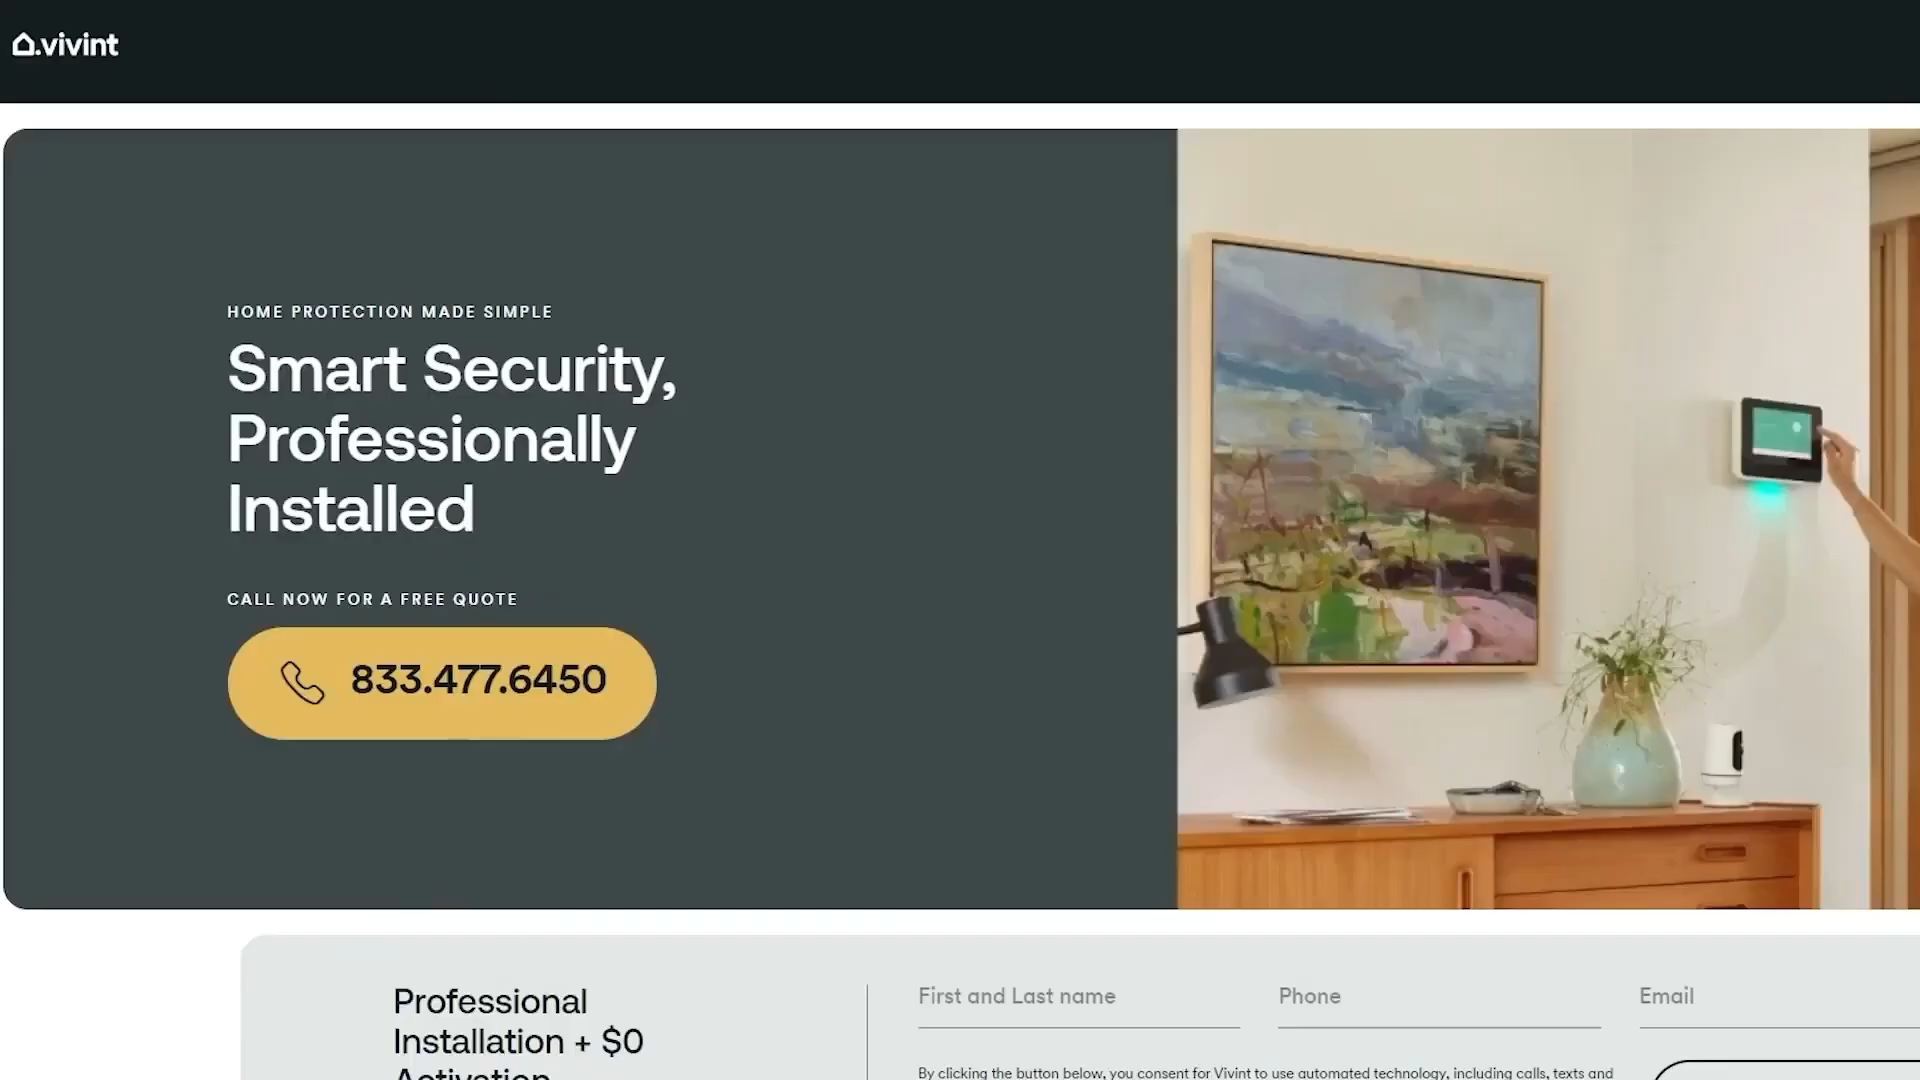 vivint
HOME PROTECTION MADE SIMPLE
Smart Security,
Professionally
Installed
CALL NOW FOR A FREE QUOTE
833.477.6450
Professional
Installation + $0
Activation
First and Last name
Phone
Email
By clicking the button below, you consent for Vivint to use automated technology, including calls, texts and